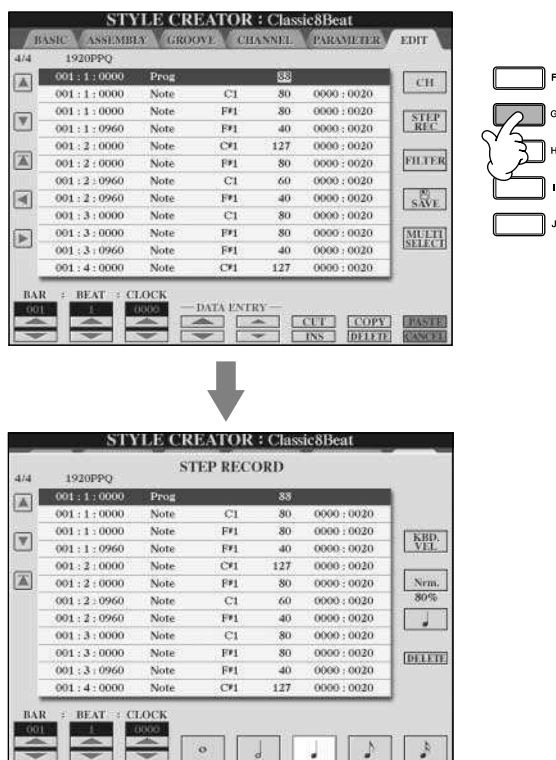 STYLE CREATOR : Classic8Beat
BASIC ASSEMBLY GROOVE CHANNEL PARAMETER EDIT
4/4 1920PPQ
001 : 1 : 0000 Prog 88
001 : 1 : 0000 Note C1 80 0000 : 0020
001 : 1 : 0000 Note F#1 80 0000 : 0020
001 : 1 : 0960 Note F#1 40 0000 : 0020
001 : 2 : 0000 Note C#1 127 0000 : 0020
001 : 2 : 0000 Note F#1 80 0000 : 0020
001 : 2 : 0960 Note C1 60 0000 : 0020
001 : 2 : 0960 Note F#1 40 0000 : 0020
001 : 3 : 0000 Note C1 80 0000 : 0020
001 : 3 : 0000 Note F#1 80 0000 : 0020
001 : 3 : 0960 Note F#1 40 0000 : 0020
001 : 4 : 0000 Note C#1 127 0000 : 0020
CH
STEP REC
FILTER
SAVE
MULTI SELECT
F
G
H
I
J
BAR : BEAT : CLOCK
001 1 0000
DATA ENTRY
CUT COPY PASTE
INS DELETE CANCEL
STYLE CREATOR : Classic8Beat
STEP RECORD
4/4 1920PPQ
001 : 1 : 0000 Prog 88
001 : 1 : 0000 Note C1 80 0000 : 0020
001 : 1 : 0000 Note F#1 80 0000 : 0020
001 : 1 : 0960 Note F#1 40 0000 : 0020
001 : 2 : 0000 Note C#1 127 0000 : 0020
001 : 2 : 0000 Note F#1 80 0000 : 0020
001 : 2 : 0960 Note C1 60 0000 : 0020
001 : 2 : 0960 Note F#1 40 0000 : 0020
001 : 3 : 0000 Note C1 80 0000 : 0020
001 : 3 : 0000 Note F#1 80 0000 : 0020
001 : 3 : 0960 Note F#1 40 0000 : 0020
001 : 4 : 0000 Note C#1 127 0000 : 0020
KBD. VEL
Nrm.
80%
DELETE
BAR : BEAT : CLOCK
001 1 0000